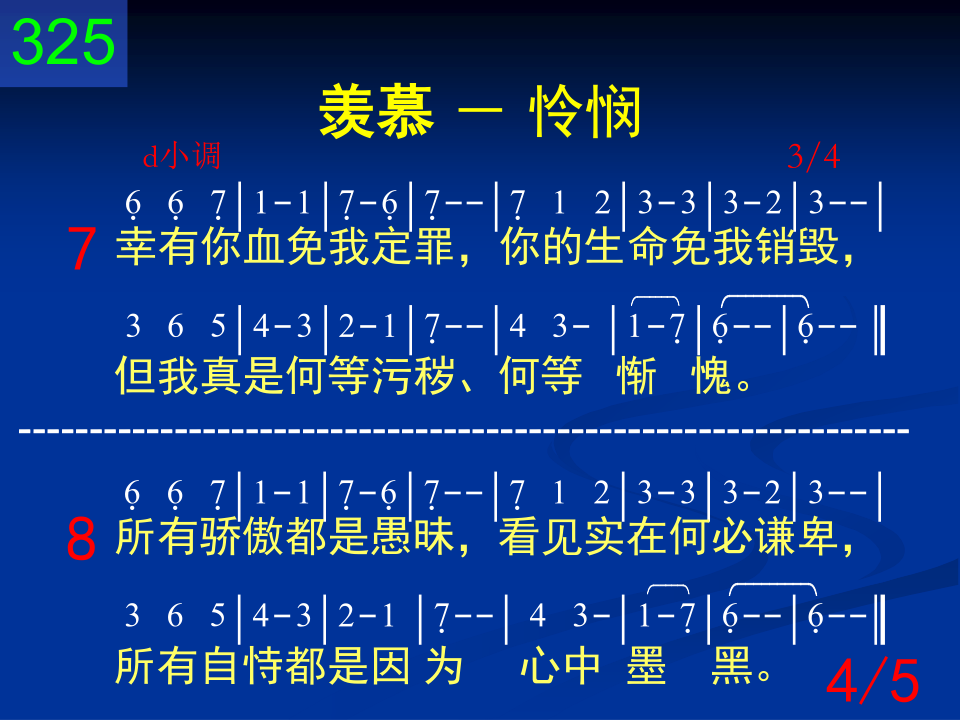 325
羡慕 － 怜悯
d小调 3/4
6̣ 6̣ 7̣|1-1|7̣-6̣|7̣--|7̣ 1 2|3-3|3-2|3--|
7 幸有你血免我定罪，你的生命免我销毁，
3 6 5|4-3|2-1|7̣--|4 3- |1-7̣|6̣--|6̣--‖
但我真是何等污秽、何等 惭 愧。
---------------------------------------------------------------
6̣ 6̣ 7̣|1-1|7̣-6̣|7̣--|7̣ 1 2|3-3|3-2|3--|
8 所有骄傲都是愚昧，看见实在何必谦卑，
3 6 5|4-3|2-1 |7̣--| 4 3-|1-7̣|6̣--|6̣--‖
所有自恃都是因 为 心中 墨 黑。
4/5